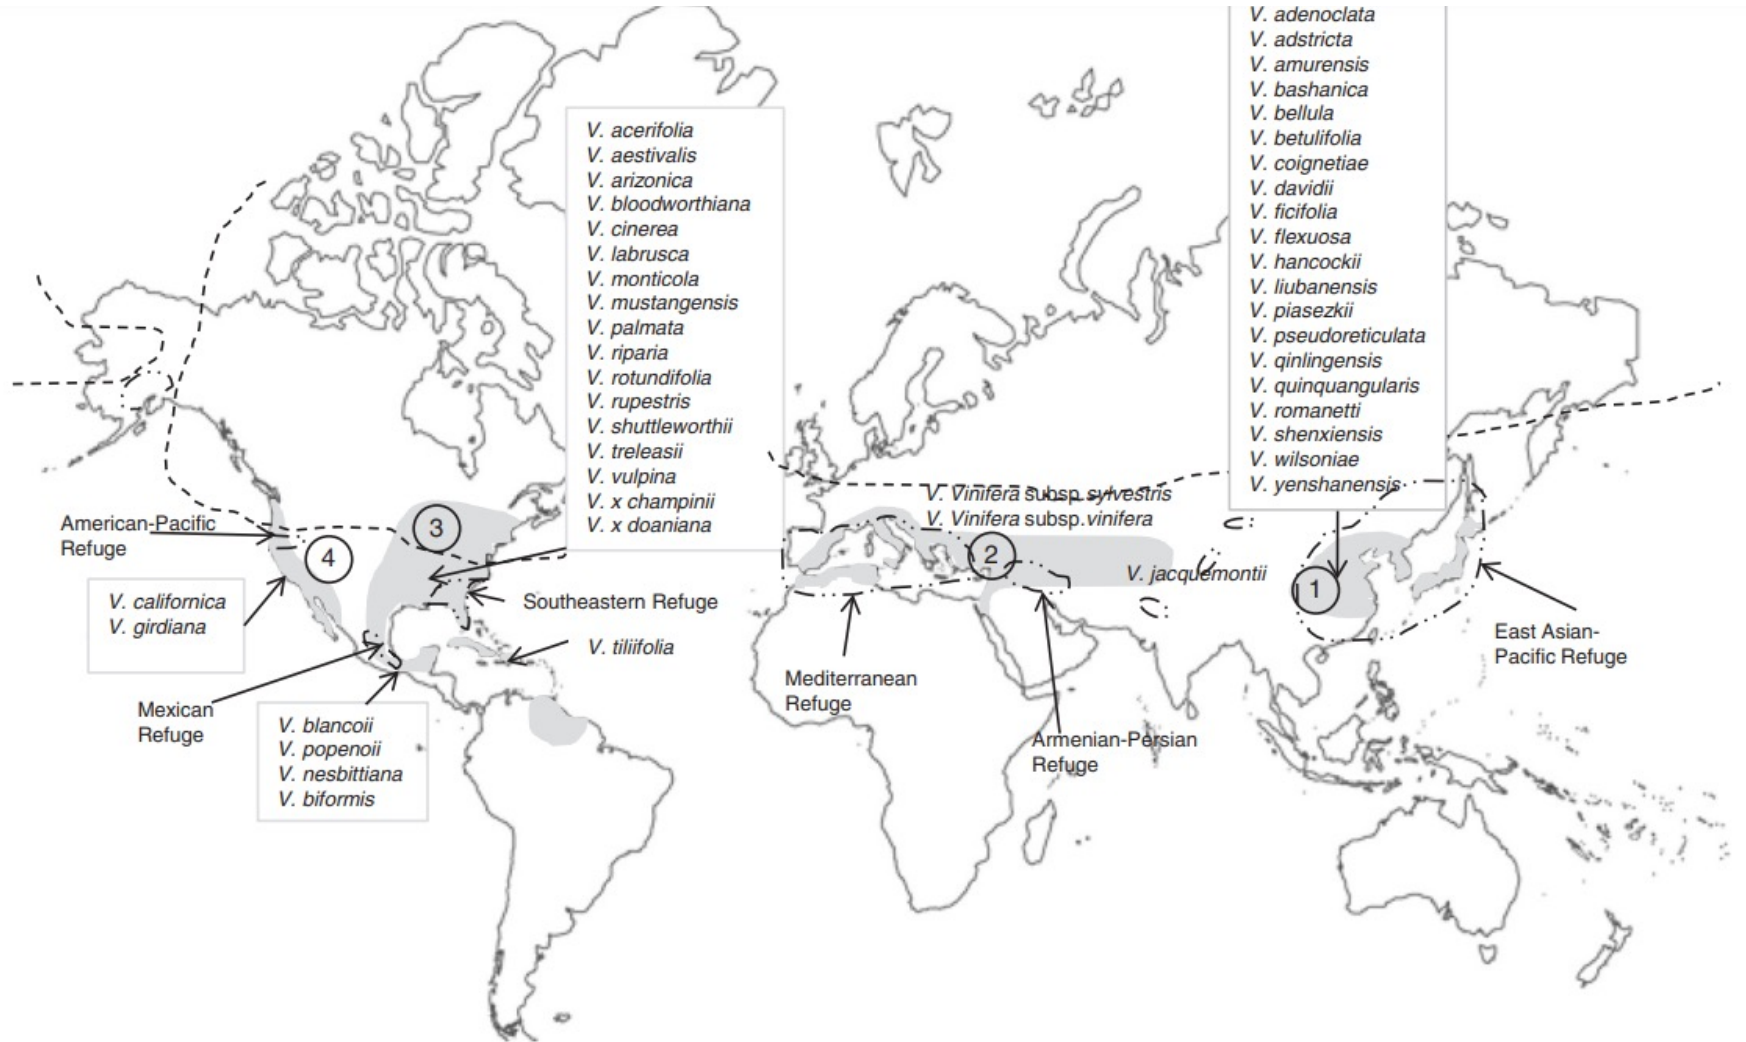 V. adenoclata
V. adstricta
V. amurensis
V. bashanica
V. bellula
V. betulifolia
V. coignetiae
V. davidii
V. ficifolia
V. flexuosa
V. hancockii
V. liubanensis
V. piasezkii
V. pseudoreticulata
V. qinlingensis
V. quinquangularis
V. romanetti
V. shenxiensis
V. wilsoniae
V. yenshanensis
V. acerifolia
V. aestivalis
V. arizonica
V. bloodworthiana
V. cinerea
V. labrusca
V. monticola
V. mustangensis
V. palmata
V. riparia
V. rotundifolia
V. rupestris
V. shuttleworthii
V. treleasii
V. vulpina
V. x champinii
V. x doaniana
V. Vinifera subsp.sylvestris
V. Vinifera subsp.vinifera
American-Pacific
Refuge
3
4
2
V. jacquemontii
1
V. californica
V. girdiana
Southeastern Refuge
V. tiliifolia
East Asian-
Pacific Refuge
Mediterranean
Refuge
Mexican
Refuge
V. blancoii
V. popenoii
V. nesbittiana
V. biformis
Armenian-Persian
Refuge